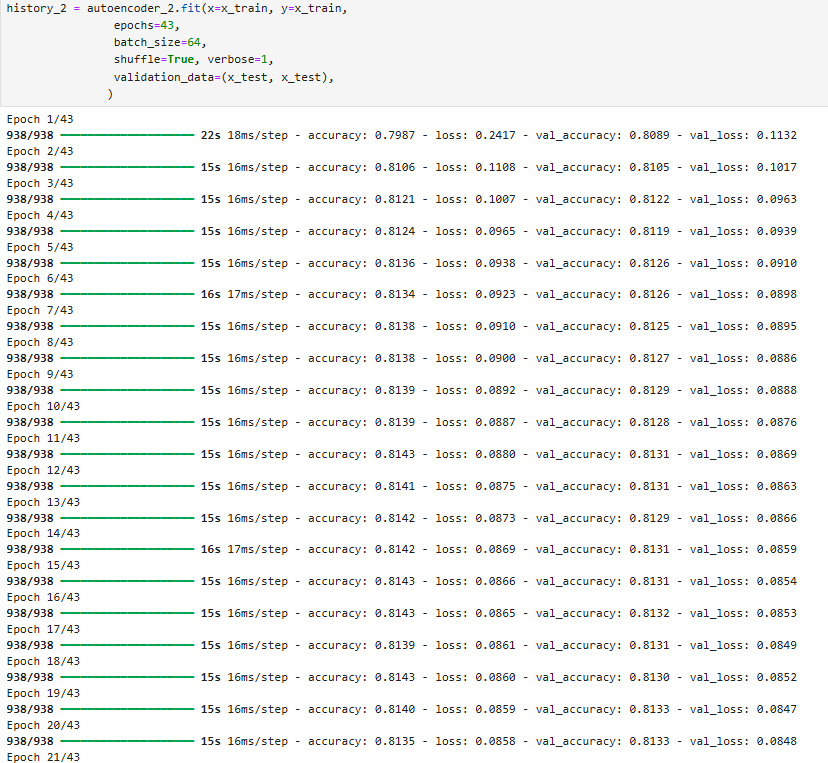 history_2 = autoencoder_2.fit(x=x_train, y=x_train,
                epochs=43,
                batch_size=64,
                shuffle=True, verbose=1,
                validation_data=(x_test, x_test),
               )
Epoch 1/43
938/938 ━━━━━━━━━━━━━━━━━━━━ 22s 18ms/step - accuracy: 0.7987 - loss: 0.2417 - val_accuracy: 0.8089 - val_loss: 0.1132
Epoch 2/43
938/938 ━━━━━━━━━━━━━━━━━━━━ 15s 16ms/step - accuracy: 0.8106 - loss: 0.1108 - val_accuracy: 0.8105 - val_loss: 0.1017
Epoch 3/43
938/938 ━━━━━━━━━━━━━━━━━━━━ 15s 16ms/step - accuracy: 0.8121 - loss: 0.1007 - val_accuracy: 0.8122 - val_loss: 0.0963
Epoch 4/43
938/938 ━━━━━━━━━━━━━━━━━━━━ 15s 16ms/step - accuracy: 0.8124 - loss: 0.0965 - val_accuracy: 0.8119 - val_loss: 0.0939
Epoch 5/43
938/938 ━━━━━━━━━━━━━━━━━━━━ 15s 16ms/step - accuracy: 0.8136 - loss: 0.0938 - val_accuracy: 0.8126 - val_loss: 0.0910
Epoch 6/43
938/938 ━━━━━━━━━━━━━━━━━━━━ 16s 17ms/step - accuracy: 0.8134 - loss: 0.0923 - val_accuracy: 0.8126 - val_loss: 0.0898
Epoch 7/43
938/938 ━━━━━━━━━━━━━━━━━━━━ 15s 16ms/step - accuracy: 0.8138 - loss: 0.0910 - val_accuracy: 0.8125 - val_loss: 0.0895
Epoch 8/43
938/938 ━━━━━━━━━━━━━━━━━━━━ 15s 16ms/step - accuracy: 0.8138 - loss: 0.0900 - val_accuracy: 0.8127 - val_loss: 0.0886
Epoch 9/43
938/938 ━━━━━━━━━━━━━━━━━━━━ 15s 16ms/step - accuracy: 0.8139 - loss: 0.0892 - val_accuracy: 0.8129 - val_loss: 0.0888
Epoch 10/43
938/938 ━━━━━━━━━━━━━━━━━━━━ 15s 16ms/step - accuracy: 0.8139 - loss: 0.0887 - val_accuracy: 0.8128 - val_loss: 0.0876
Epoch 11/43
938/938 ━━━━━━━━━━━━━━━━━━━━ 15s 16ms/step - accuracy: 0.8143 - loss: 0.0880 - val_accuracy: 0.8131 - val_loss: 0.0869
Epoch 12/43
938/938 ━━━━━━━━━━━━━━━━━━━━ 15s 16ms/step - accuracy: 0.8141 - loss: 0.0875 - val_accuracy: 0.8131 - val_loss: 0.0863
Epoch 13/43
938/938 ━━━━━━━━━━━━━━━━━━━━ 15s 16ms/step - accuracy: 0.8142 - loss: 0.0873 - val_accuracy: 0.8129 - val_loss: 0.0866
Epoch 14/43
938/938 ━━━━━━━━━━━━━━━━━━━━ 16s 17ms/step - accuracy: 0.8142 - loss: 0.0869 - val_accuracy: 0.8131 - val_loss: 0.0859
Epoch 15/43
938/938 ━━━━━━━━━━━━━━━━━━━━ 15s 16ms/step - accuracy: 0.8143 - loss: 0.0866 - val_accuracy: 0.8131 - val_loss: 0.0854
Epoch 16/43
938/938 ━━━━━━━━━━━━━━━━━━━━ 15s 16ms/step - accuracy: 0.8143 - loss: 0.0865 - val_accuracy: 0.8132 - val_loss: 0.0853
Epoch 17/43
938/938 ━━━━━━━━━━━━━━━━━━━━ 15s 16ms/step - accuracy: 0.8139 - loss: 0.0861 - val_accuracy: 0.8131 - val_loss: 0.0849
Epoch 18/43
938/938 ━━━━━━━━━━━━━━━━━━━━ 15s 16ms/step - accuracy: 0.8143 - loss: 0.0860 - val_accuracy: 0.8130 - val_loss: 0.0852
Epoch 19/43
938/938 ━━━━━━━━━━━━━━━━━━━━ 15s 16ms/step - accuracy: 0.8140 - loss: 0.0859 - val_accuracy: 0.8133 - val_loss: 0.0847
Epoch 20/43
938/938 ━━━━━━━━━━━━━━━━━━━━ 15s 16ms/step - accuracy: 0.8135 - loss: 0.0858 - val_accuracy: 0.8133 - val_loss: 0.0848
Epoch 21/43